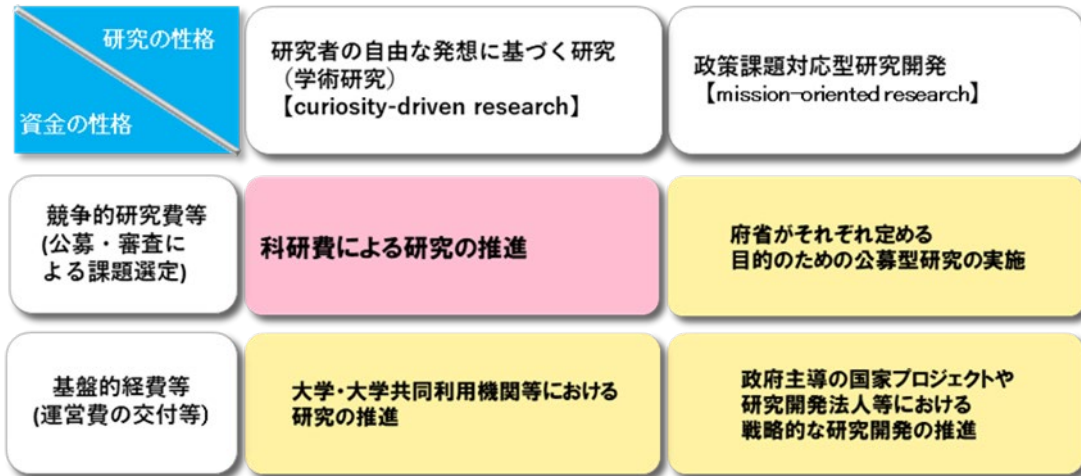 研究の性格
資金の性格
研究者の自由な発想に基づく研究
(学術研究)
【curiosity-driven research】
政策課題対応型研究開発
【mission-oriented research】
競争的研究費等
(公募・審査に
よる課題選定)
科研費による研究の推進
府省がそれぞれ定める
目的のための公募型研究の実施
基盤的経費等
(運営費の交付等)
大学・大学共同利用機関等における
研究の推進
政府主導の国家プロジェクトや
研究開発法人等における
戦略的な研究開発の推進